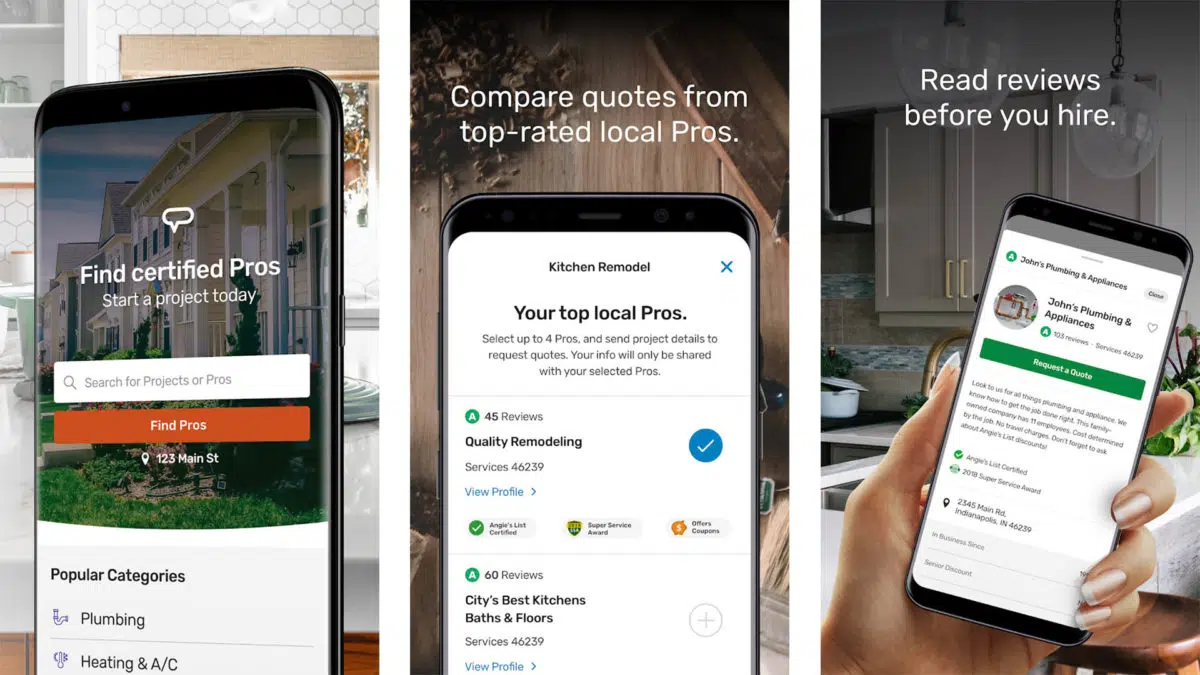 Find certified Pros
Start a project today
Search for Projects or Pros
Find Pros
123 Main St
Popular Categories
Plumbing
Heating & A/C
Compare quotes from
top-rated local Pros.
Kitchen Remodel
Your top local Pros.
Select up to 4 Pros, and send project details to
request quotes. Your info will only be shared
with your selected Pros.
A 45 Reviews
Quality Remodeling
Services 46239
View Profile >
Angie's List
Certified
Super Service
Award
Offers
Coupons
A 60 Reviews
City's Best Kitchens
Baths & Floors
Services 46239
View Profile >
Read reviews
before you hire.
A John's Plumbing & Appliances
Close
John's Plumbing &
Appliances
A 103 reviews · Services 46239
Request a Quote
Look to us for all things plumbing and appliance. We
know how to get the job done right. This family-
owned company has 11 employees. Cost determined
by the job. No travel charges. Don't forget to ask
about Angie's List discounts!
Angie's List Certified
2018 Super Service Award
2345 Main Rd,
Indianapolis, IN 46239
In Business Since
Senior Discount